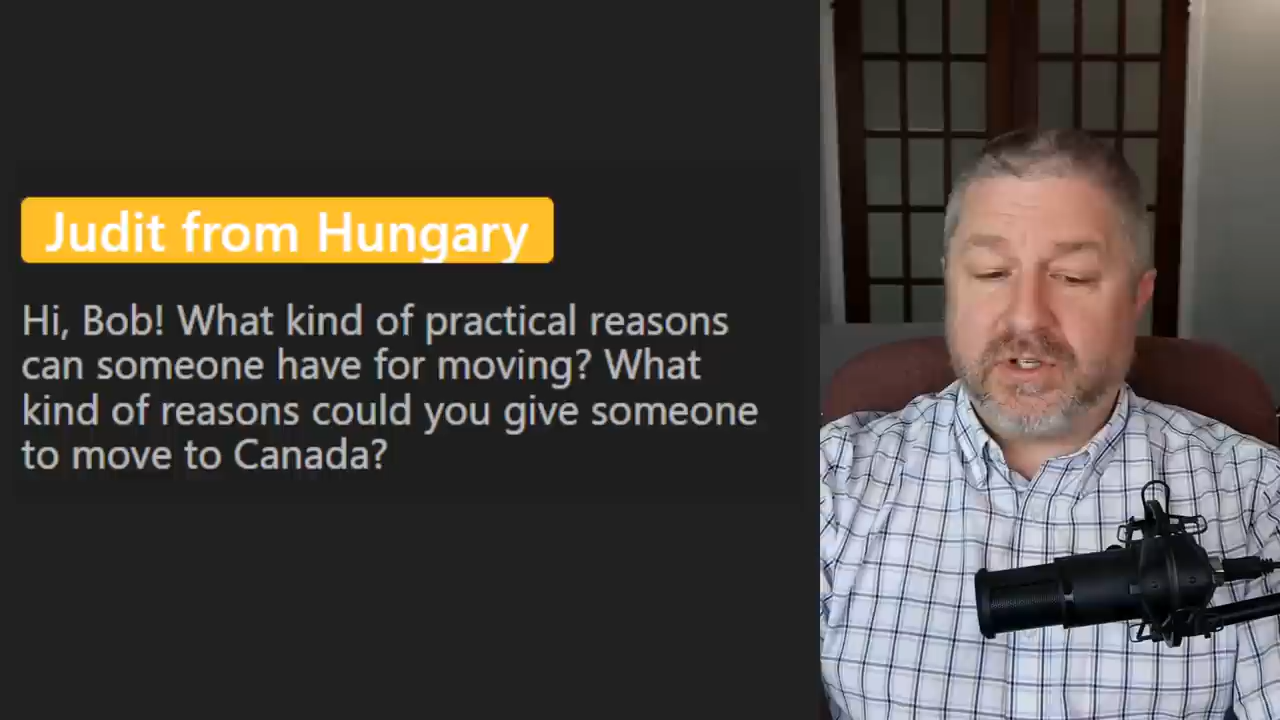 Judit from Hungary
Hi, Bob! What kind of practical reasons
can someone have for moving? What
kind of reasons could you give someone
to move to Canada?